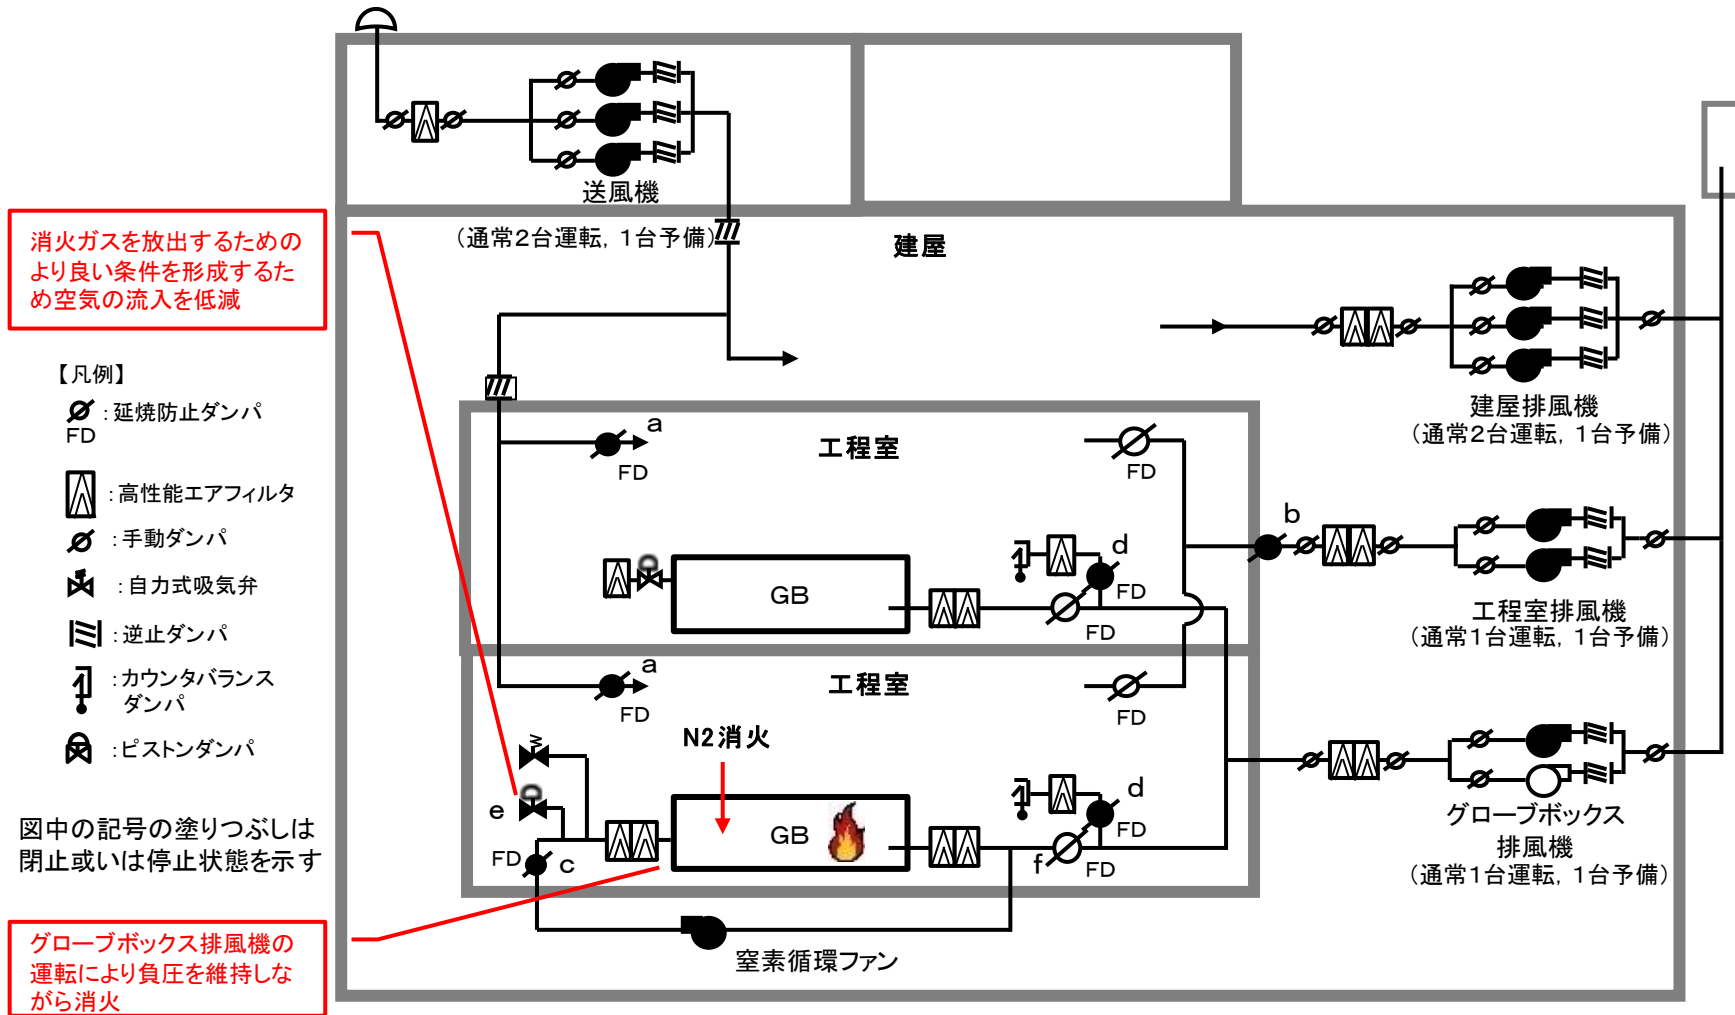 送風機
（通常2台運転，1台予備）
消火ガスを放出するための
より良い条件を形成するた
め空気の流入を低減
建屋
【凡例】
：延焼防止ダンパ
FD
：高性能エアフィルタ
：手動ダンパ
：自力式吸気弁
：逆止ダンパ
：カウンタバランス
ダンパ
：ピストンダンパ
図中の記号の塗りつぶしは
閉止或いは停止状態を示す
グローブボックス排風機の
運転により負圧を維持しな
がら消火
建屋排風機
（通常2台運転，1台予備）
a
FD
工程室
FD
b
GB
d
FD
FD
工程室排風機
（通常1台運転，1台予備）
a
FD
工程室
FD
N2消火
e
FD
c
GB
d
FD
f
FD
グローブボックス
排風機
（通常1台運転，1台予備）
窒素循環ファン